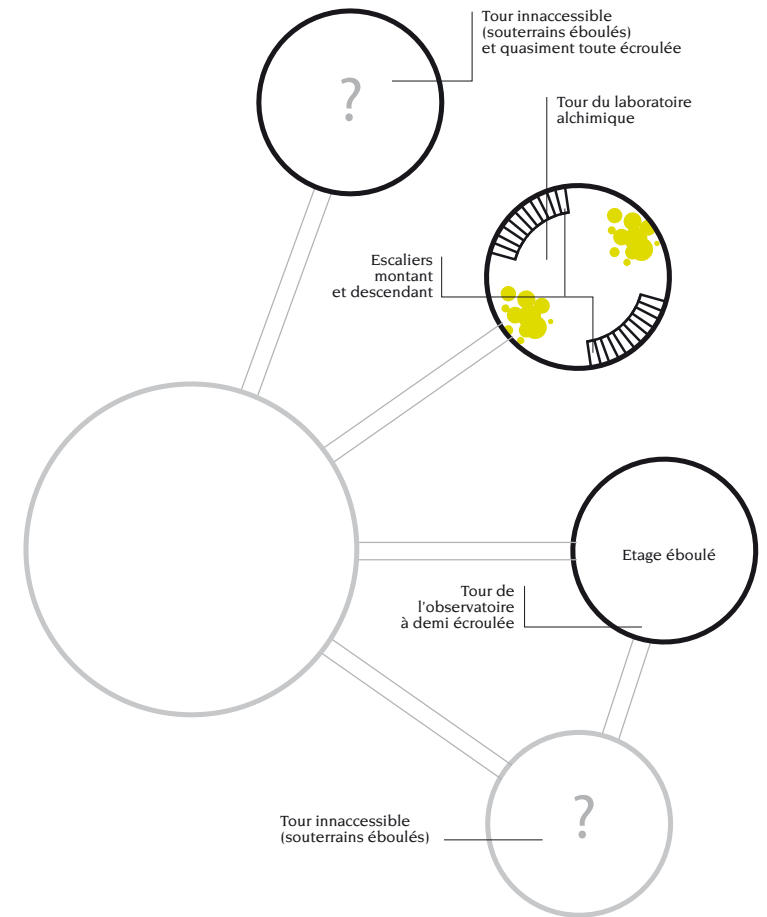 Tour innaccessible
(souterrains éboulés)
et quasiment toute écroulée
?
Tour du laboratoire
alchimique
Escaliers
montant
et descendant
Etage éboulé
Tour de
l'observatoire
à demi écroulée
?
Tour innaccessible
(souterrains éboulés)